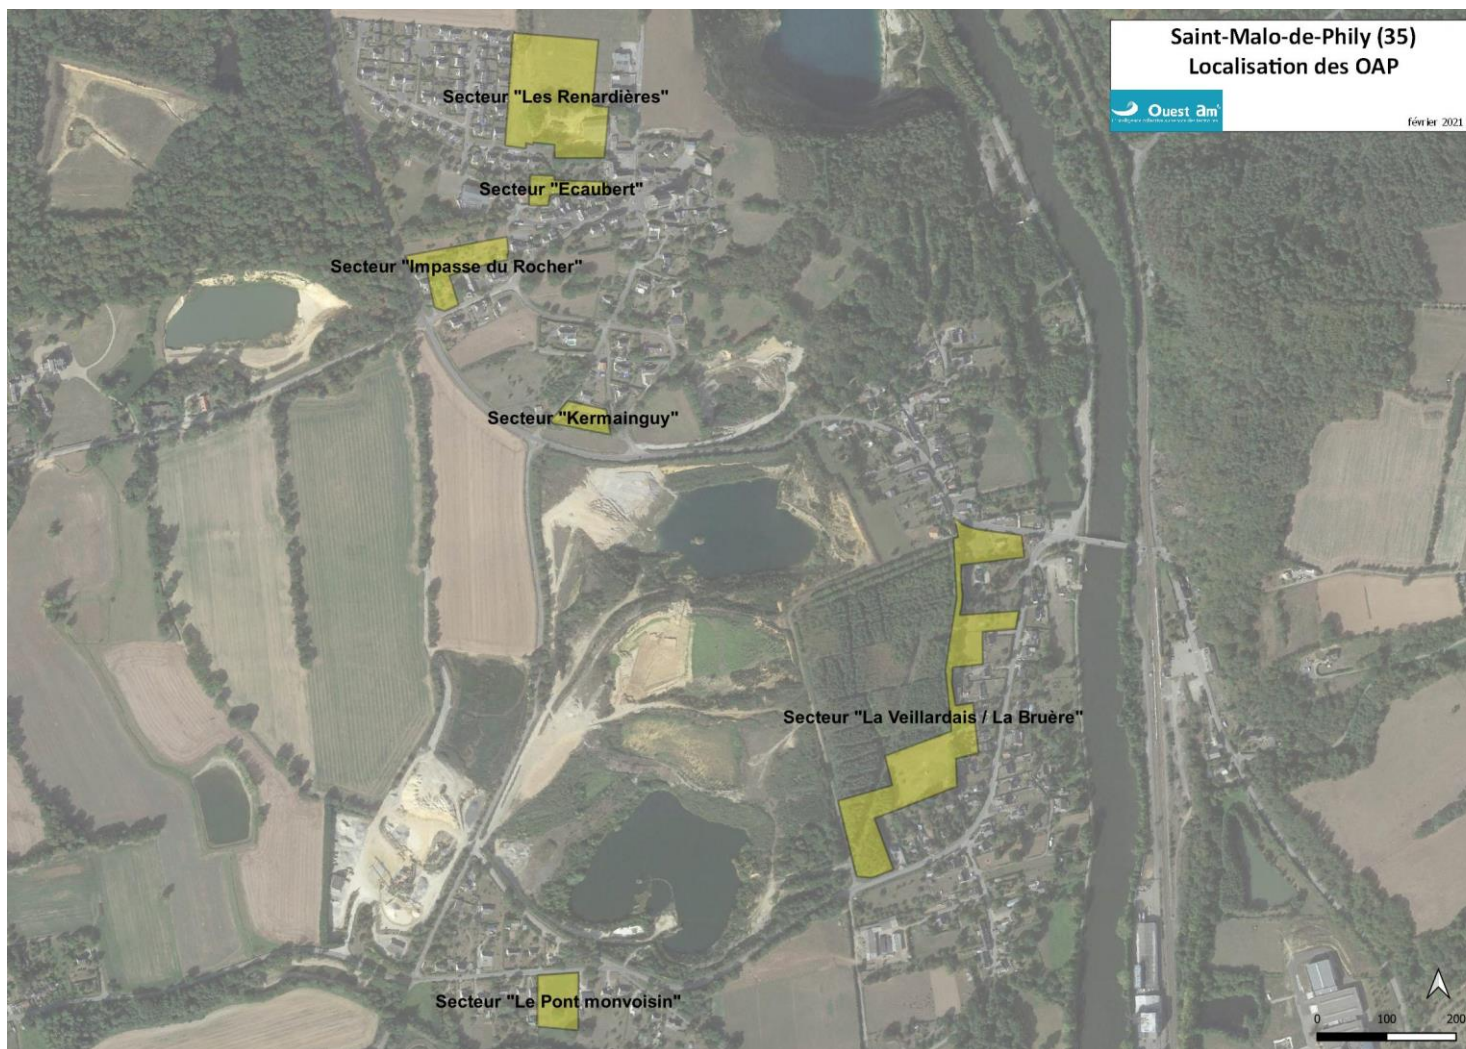 Saint-Malo-de-Phily (35)
Localisation des OAP
Ouest am'
février 2021
Secteur "Les Renardières"
Secteur "Ecaubert"
Secteur "Impasse du Rocher"
Secteur "Kermainguy"
Secteur "La Veillardais / La Bruère"
Secteur "Le Pont monvoisin"
0 100 200